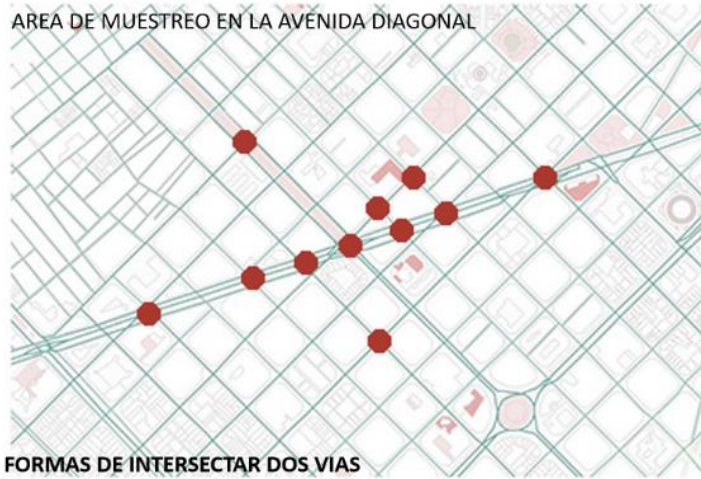 AREA DE MUESTREO EN LA AVENIDA DIAGONAL
FORMAS DE INTERSECTAR DOS VIAS